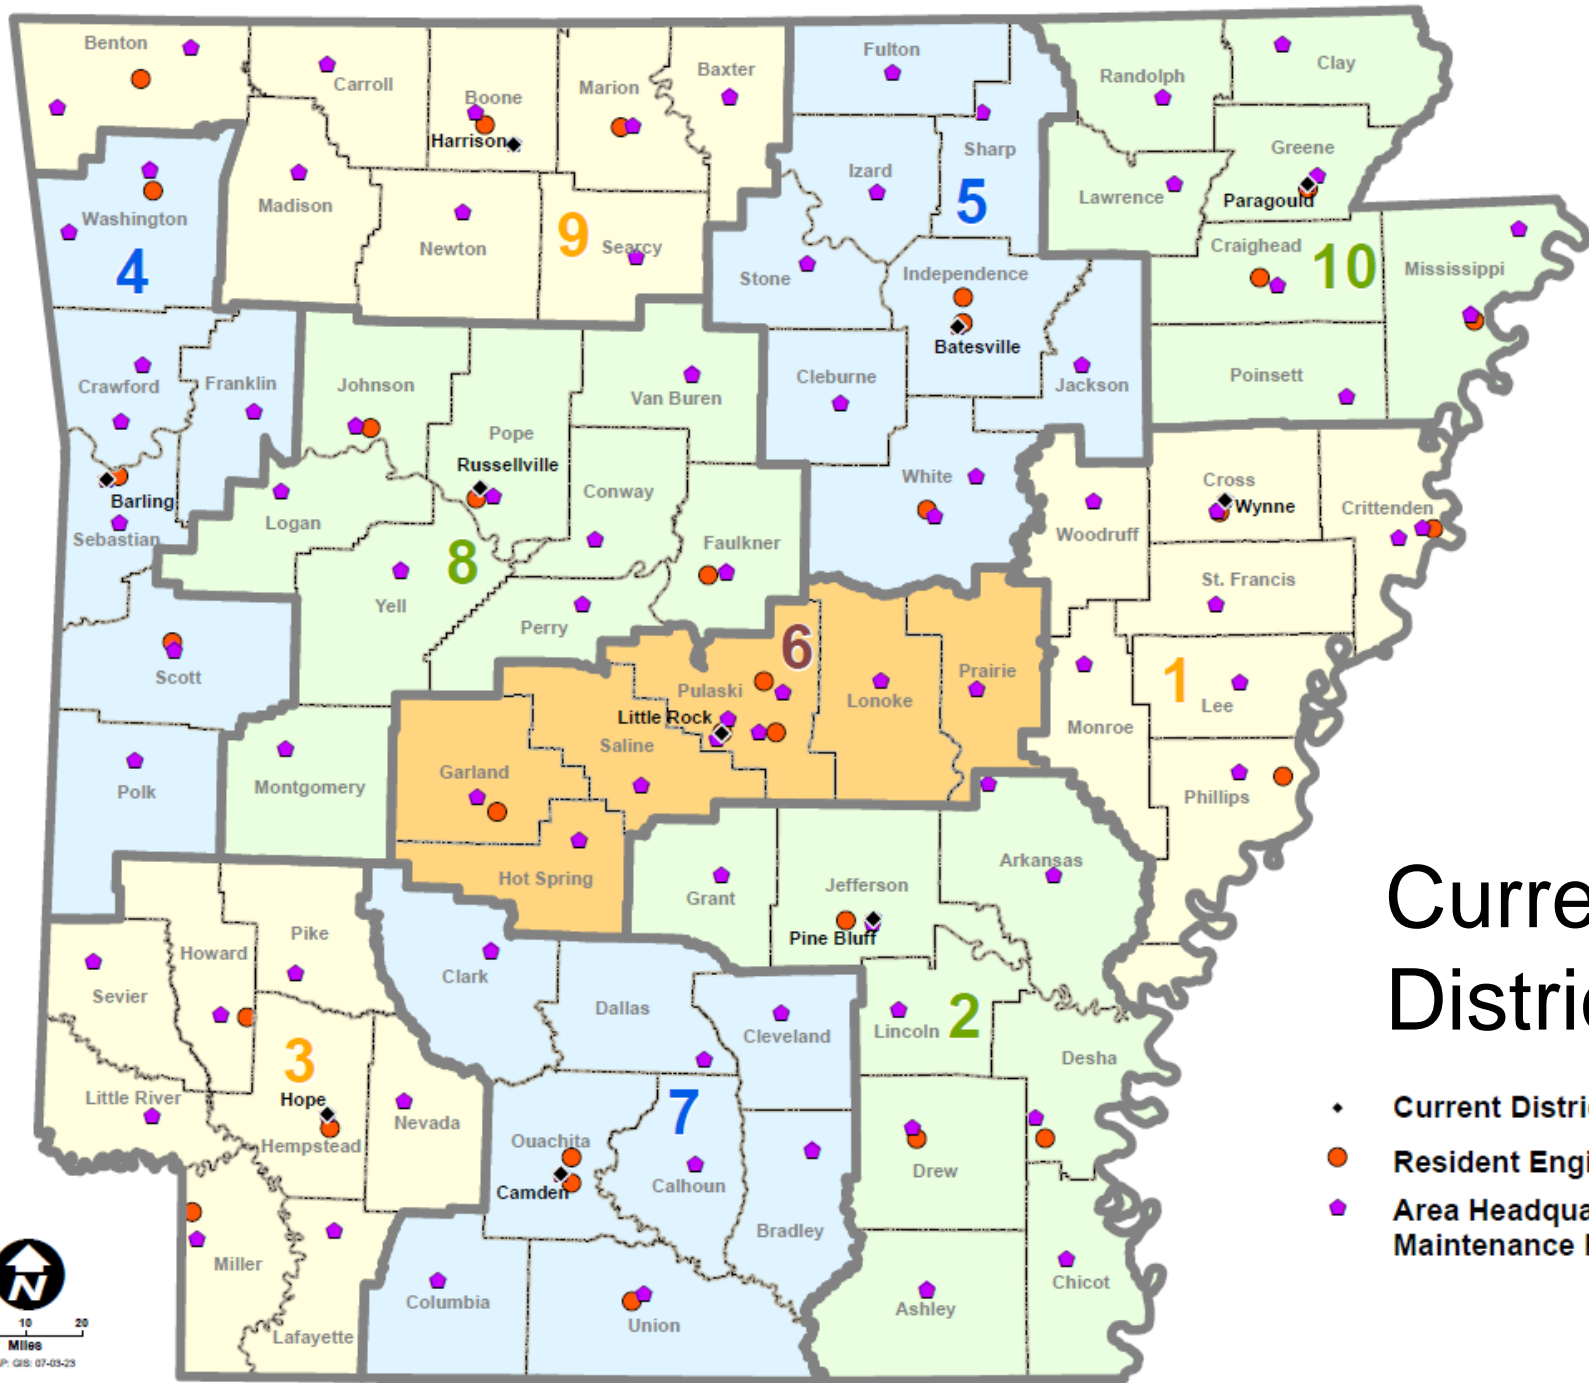 Benton
Carroll
Boone
Harrison
Marion
Baxter
Fulton
Sharp
Randolph
Clay
Greene
Paragould
Lawrence
Izard
Washington
Madison
Newton
Searcy
Stone
Independence
Batesville
Craighead
Mississippi
4
9
5
10
Crawford
Franklin
Johnson
Van Buren
Cleburne
Jackson
Poinsett
Pope
Russellville
Conway
White
Cross
Wynne
Crittenden
Barling
Sebastian
Logan
8
Faulkner
Woodruff
St. Francis
Yell
Perry
Scott
6
Pulaski
Little Rock
Saline
Lonoke
Prairie
1
Lee
Monroe
Polk
Montgomery
Garland
Phillips
Hot Spring
Grant
Jefferson
Pine Bluff
Arkansas
Sevier
Howard
Pike
Clark
Dallas
Cleveland
Lincoln
2
Desha
3
Hope
Hempstead
Little River
Nevada
7
Ouachita
Camden
Calhoun
Bradley
Drew
Miller
Lafayette
Columbia
Union
Ashley
Chicot
Curre
Distri
Current Distri
Resident Engi
Area Headqua
Maintenance
N
10 20
Miles
P: GIS: 07-03-23